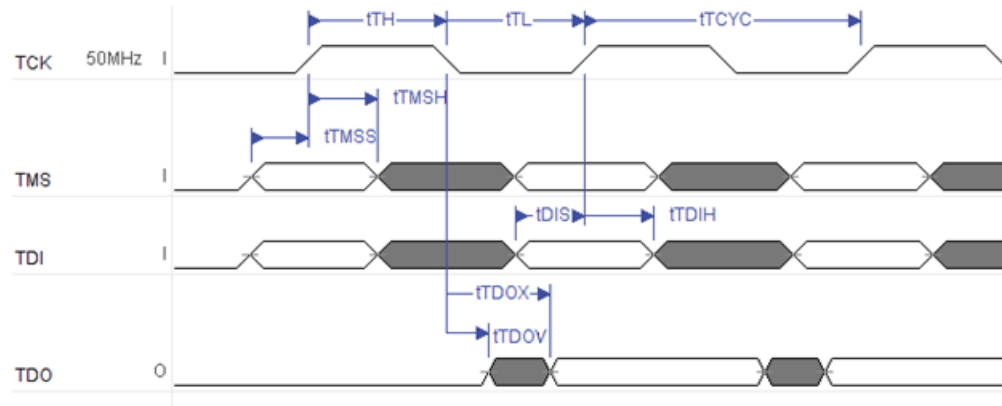 tTH tTL tTCYC
TCK 50MHz I
tTMSH
tTMSS
TMS I
tDIS tTDIH
TDI I
tTDOX
tTDOV
TDO O